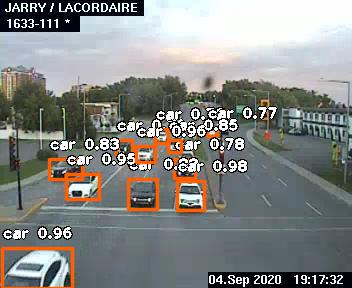 JARRY / LACORDAIRE
1633-111 *
car 0.77
car 0.85
car 0.96
car 0.83
car 0.78
car 0.95
car 0.98
car 0.96
04.Sep 2020 19:17:32